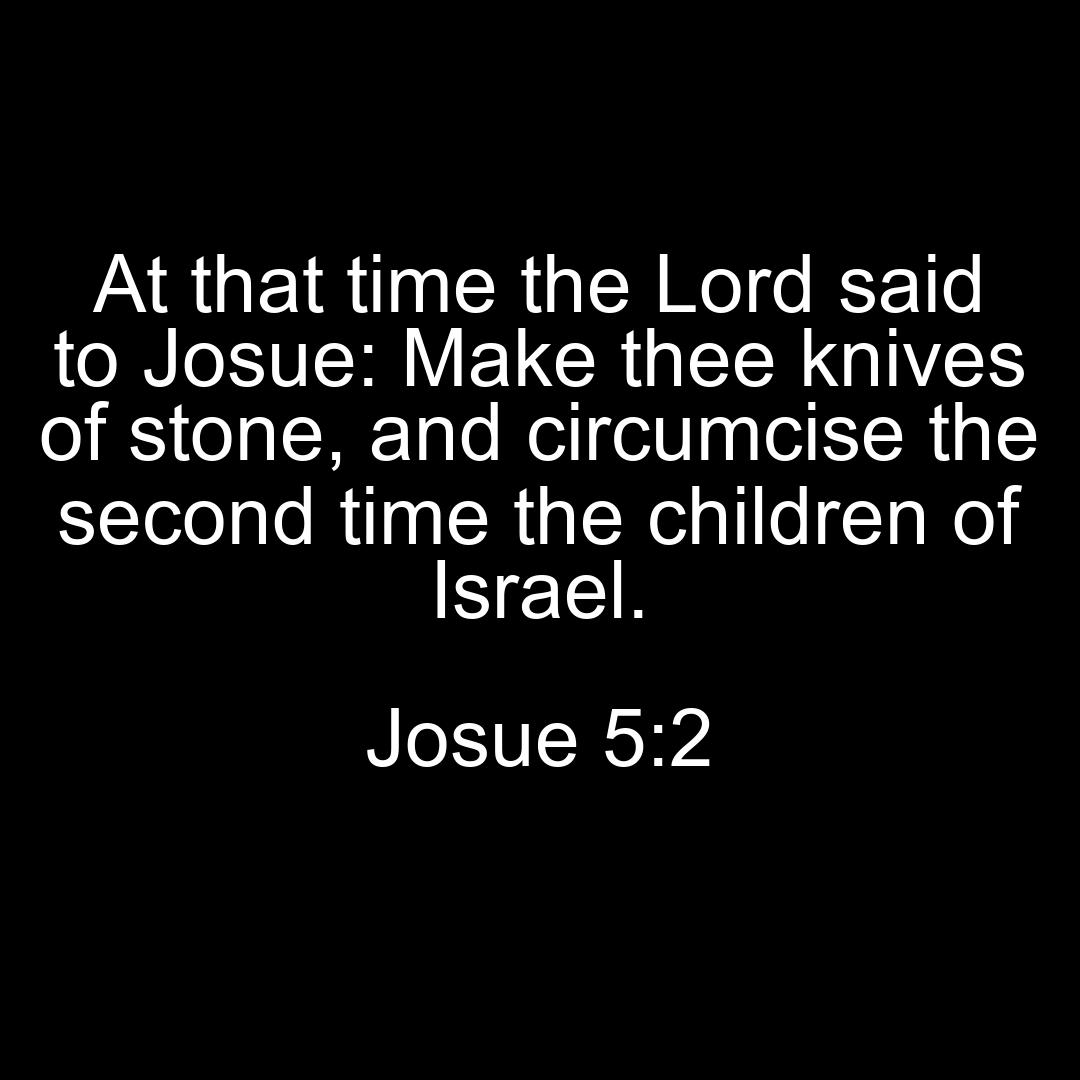 At that time the Lord said
to Josue: Make thee knives
of stone, and circumcise the
second time the children of
Israel.
Josue 5:2